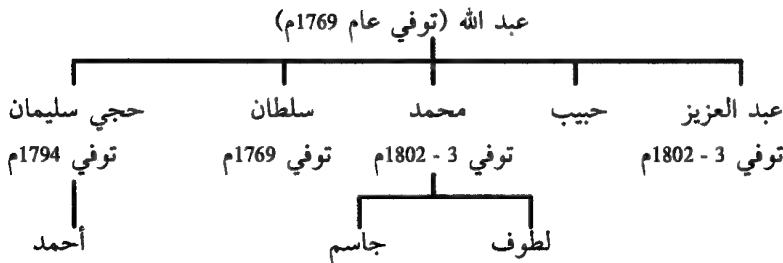 عبد الله (توفي عام 1769م)
عبد العزيز حبيب محمد سلطان حجي سليمان
توفي 3 - 1802م توفي 3 - 1802م توفي 1769م توفي 1794م
لطوف جاسم أحمد